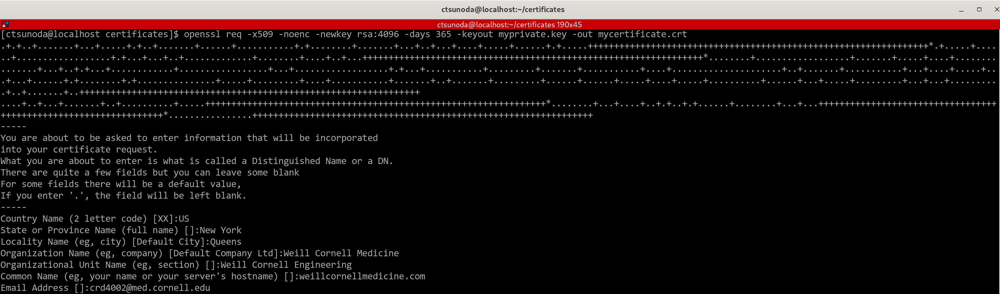 ctsunoda@localhost:~/certificates
ctsunoda@localhost:~/certificates 190x45
[ctsunoda@localhost certificates]$ openssl req -x509 -noenc -newkey rsa:4096 -days 365 -keyout myprivate.key -out mycertificate.crt
-----
You are about to be asked to enter information that will be incorporated
into your certificate request.
What you are about to enter is what is called a Distinguished Name or a DN.
There are quite a few fields but you can leave some blank
For some fields there will be a default value,
If you enter '.', the field will be left blank.
-----
Country Name (2 letter code) [XX]:US
State or Province Name (full name) []:New York
Locality Name (eg, city) [Default City]:Queens
Organization Name (eg, company) [Default Company Ltd]:Weill Cornell Medicine
Organizational Unit Name (eg, section) []:Weill Cornell Engineering
Common Name (eg, your name or your server's hostname) []:weillcornellmedicine.com
Email Address []:crd4002@med.cornell.edu